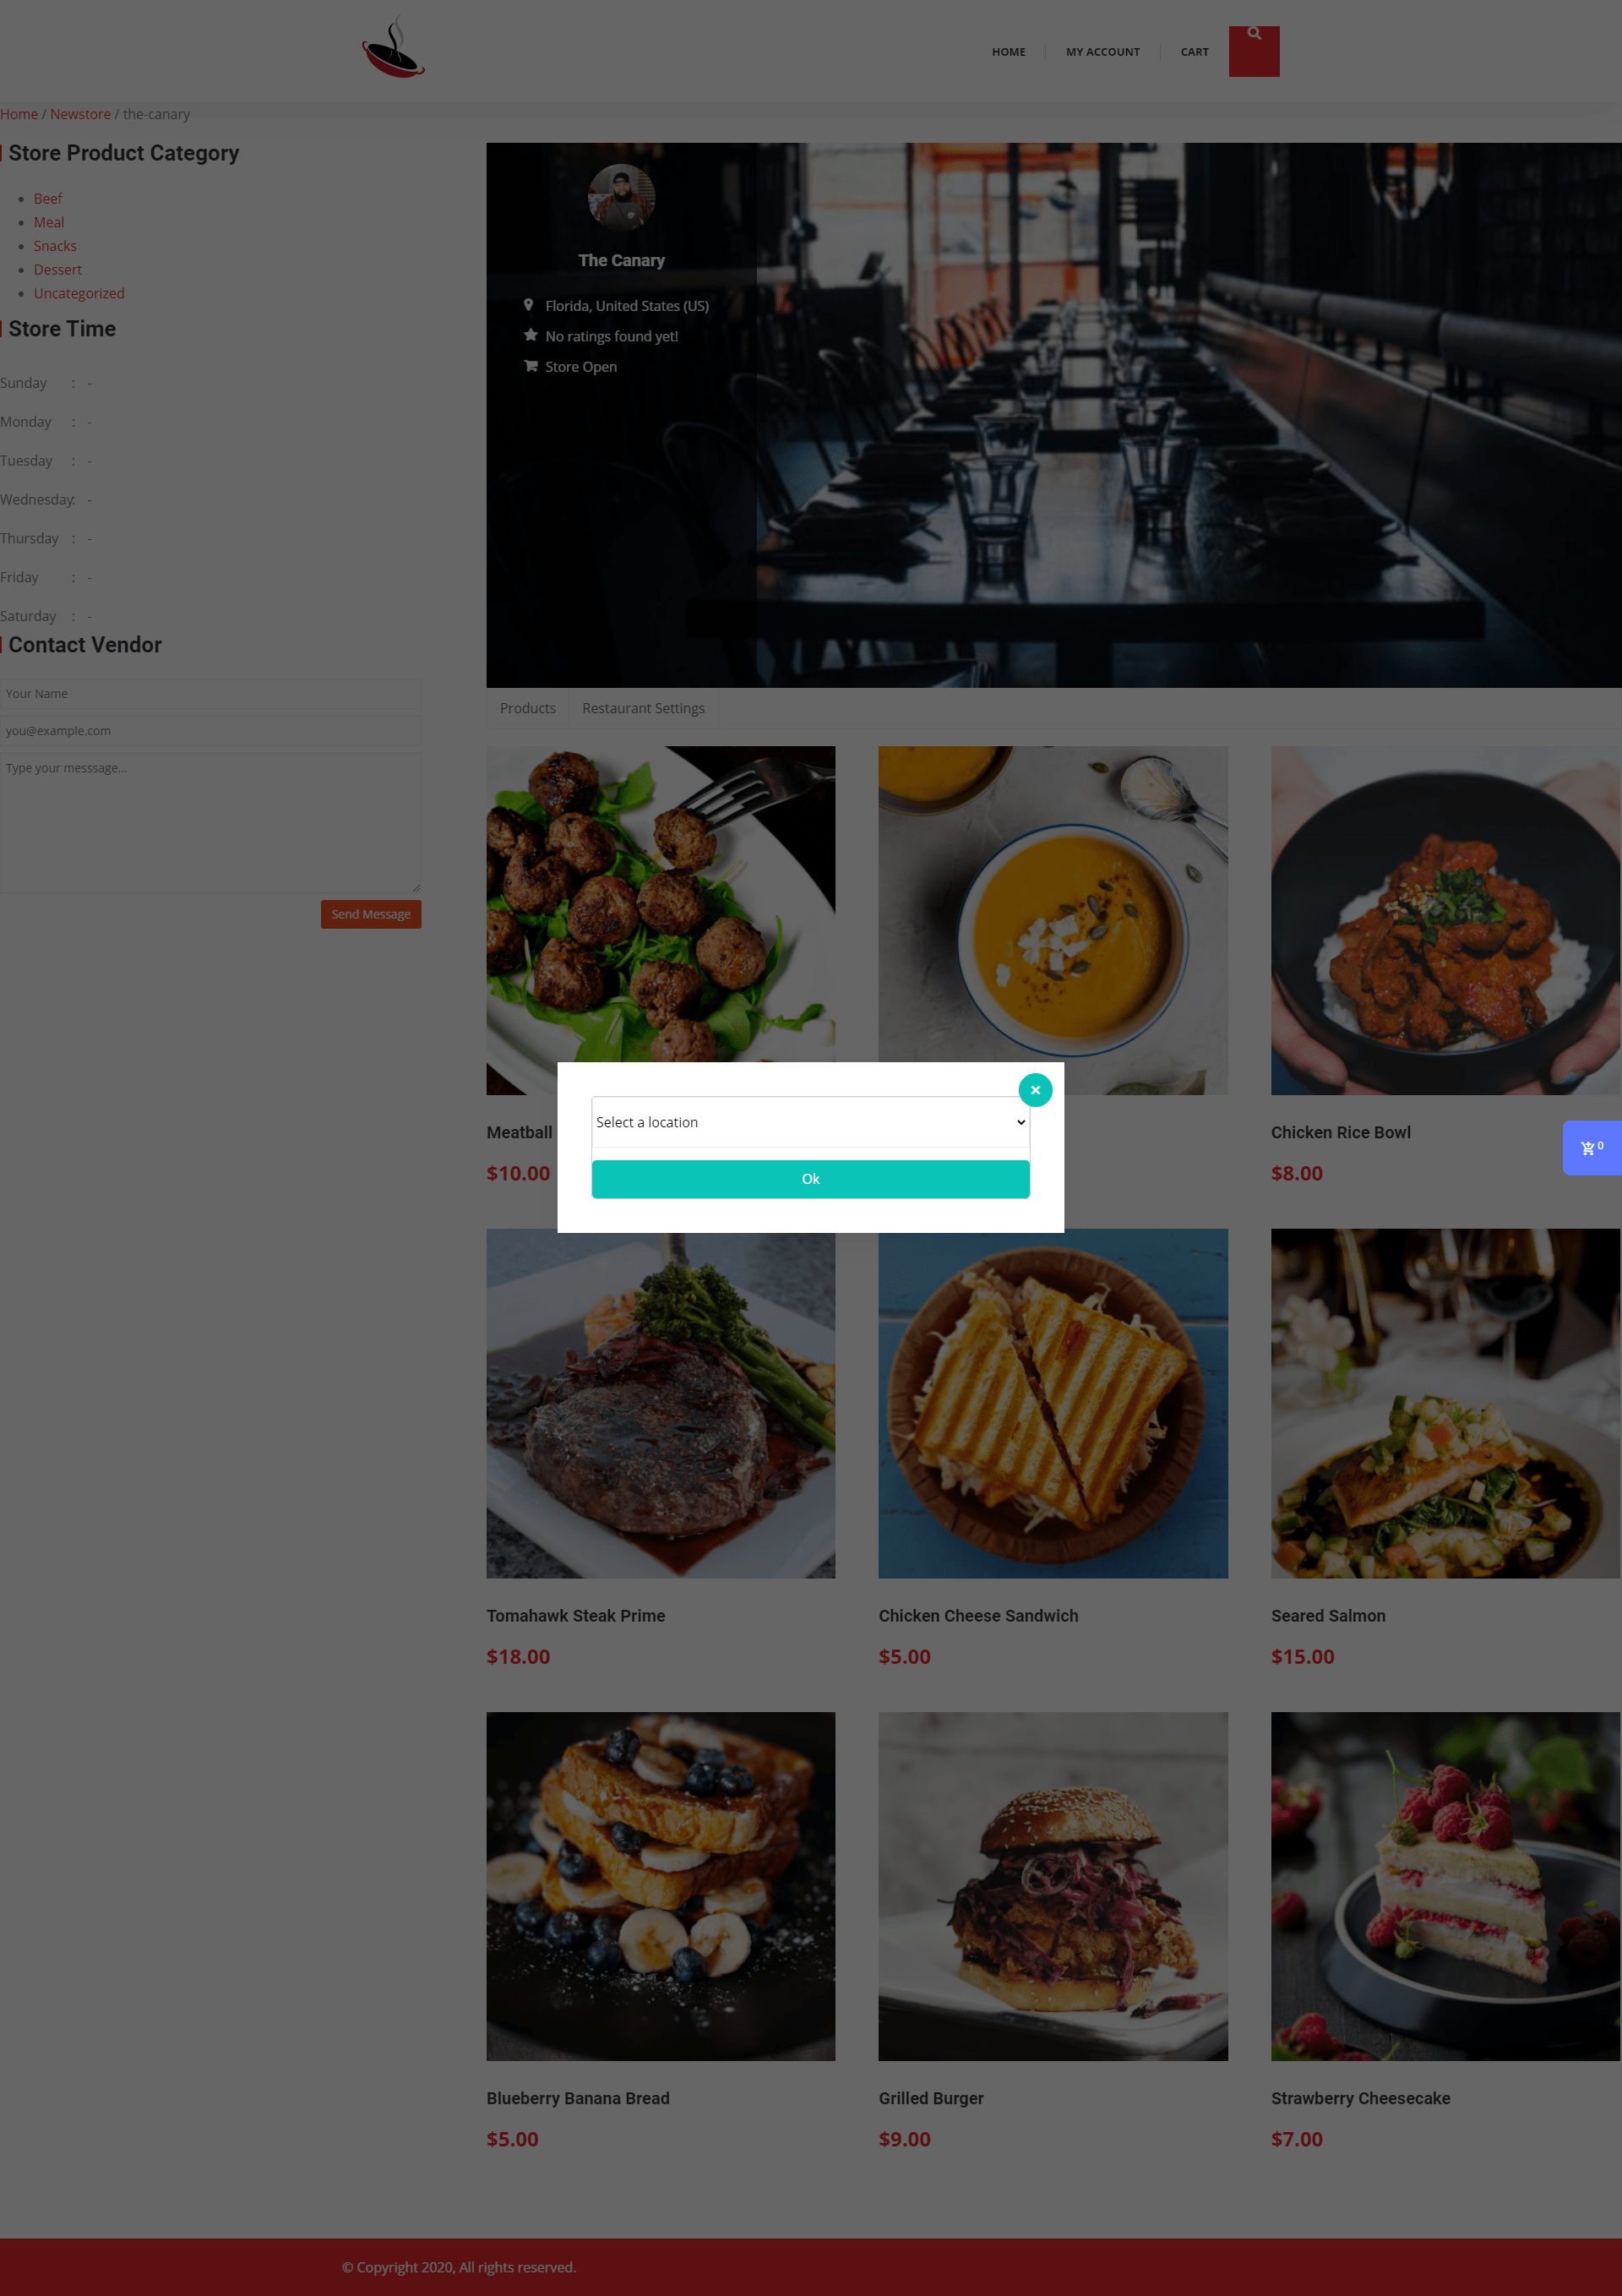 HOME
MY ACCOUNT
CART
Home / Newstore / the-canary
Store Product Category
Beef
Meal
Snacks
Dessert
Uncategorized
Store Time
Sunday : -
Monday : -
Tuesday : -
Wednesday: -
Thursday : -
Friday : -
Saturday : -
Contact Vendor
Your Name
you@example.com
Type your messsage...
Send Message
The Canary
Florida, United States (US)
No ratings found yet!
Store Open
Products
Restaurant Settings
Meatball
$10.00
Chicken Rice Bowl
$8.00
Select a location
Ok
0
Tomahawk Steak Prime
$18.00
Chicken Cheese Sandwich
$5.00
Seared Salmon
$15.00
Blueberry Banana Bread
$5.00
Grilled Burger
$9.00
Strawberry Cheesecake
$7.00
© Copyright 2020, All rights reserved.